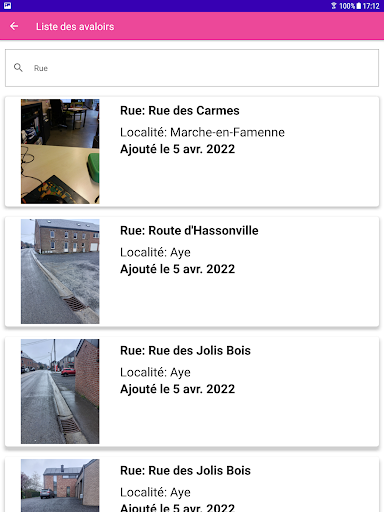 100% 17:12
Liste des avaloirs
Rue
Rue: Rue des Carmes
Localité: Marche-en-Famenne
Ajouté le 5 avr. 2022
Rue: Route d'Hassonville
Localité: Aye
Ajouté le 5 avr. 2022
Rue: Rue des Jolis Bois
Localité: Aye
Ajouté le 5 avr. 2022
Rue: Rue des Jolis Bois
Localité: Aye
Ajouté le 5 avr. 2022